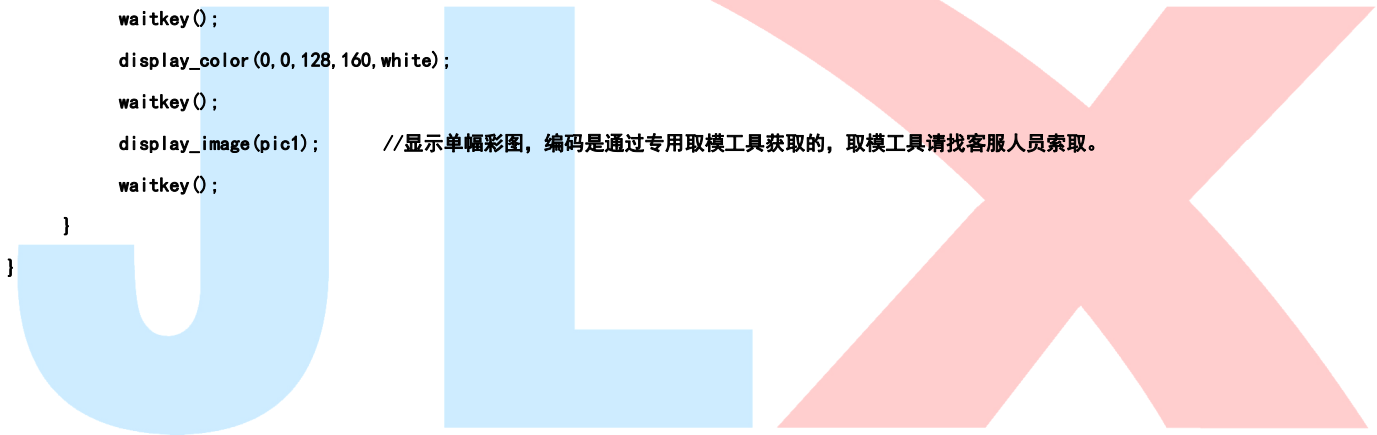 waitkey();
display_color(0,0,128,160,white);
waitkey();
display_image(pic1);      //显示单幅彩图，编码是通过专用取模工具获取的，取模工具请找客服人员索取。
waitkey();
}
}
JLX